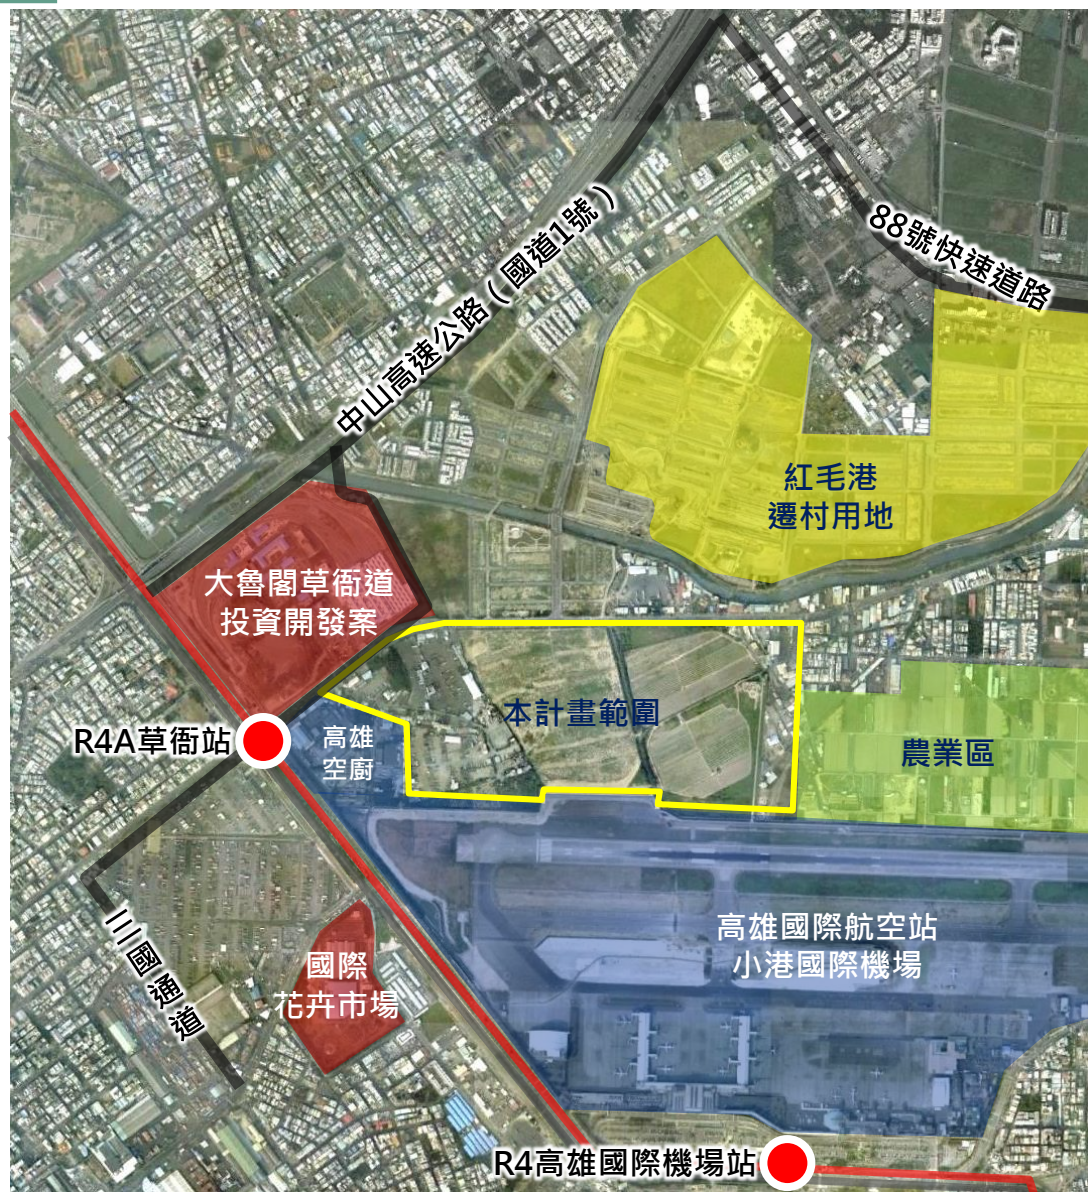 88號快速道路
中山高速公路（國道1號）
紅毛港
遷村用地
大魯閣草衙道
投資開發案
本計畫範圍
R4A草衙站
高雄
空廚
農業區
三國通道
高雄國際航空站
小港國際機場
國際
花卉市場
R4高雄國際機場站